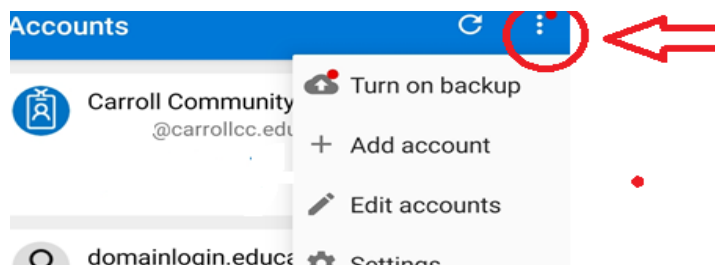 Accounts
Turn on backup
Carroll Community
@carrollcc.edu
Add account
Edit accounts
domainlogin.educa
Settings